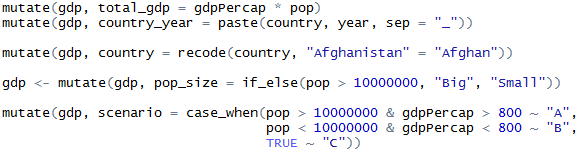 mutate(gdp, total_gdp = gdpPercap * pop)
mutate(gdp, country_year = paste(country, year, sep = "_"))
mutate(gdp, country = recode(country, "Afghanistan" = "Afghan"))
gdp <- mutate(gdp, pop_size = if_else(pop > 10000000, "Big", "Small"))
mutate(gdp, scenario = case_when(pop > 10000000 & gdpPercap > 800 ~ "A",
pop < 10000000 & gdpPercap < 800 ~ "B",
TRUE ~ "C"))